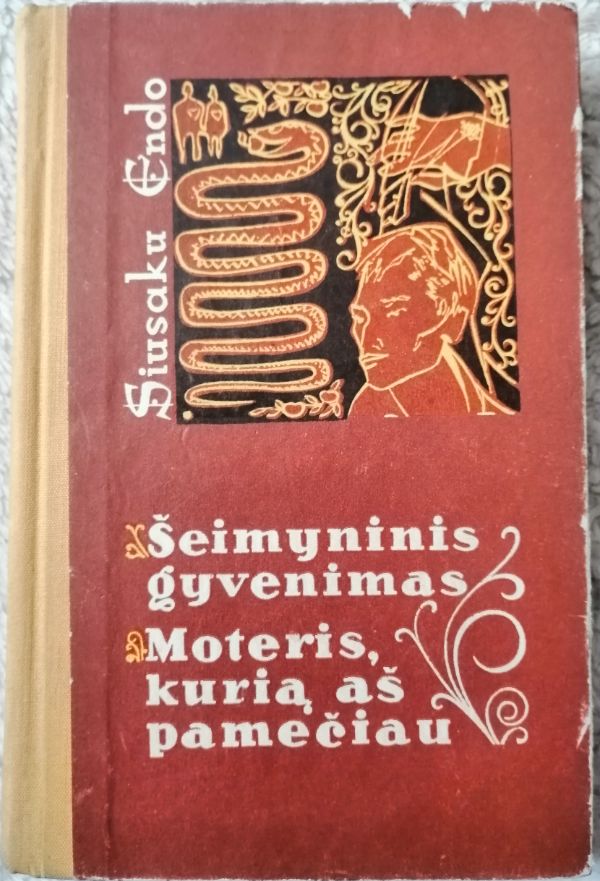 Šiusaku Endo
Šeimyninis
gyvenimas
Moteris,
kurią aš
pamečiau